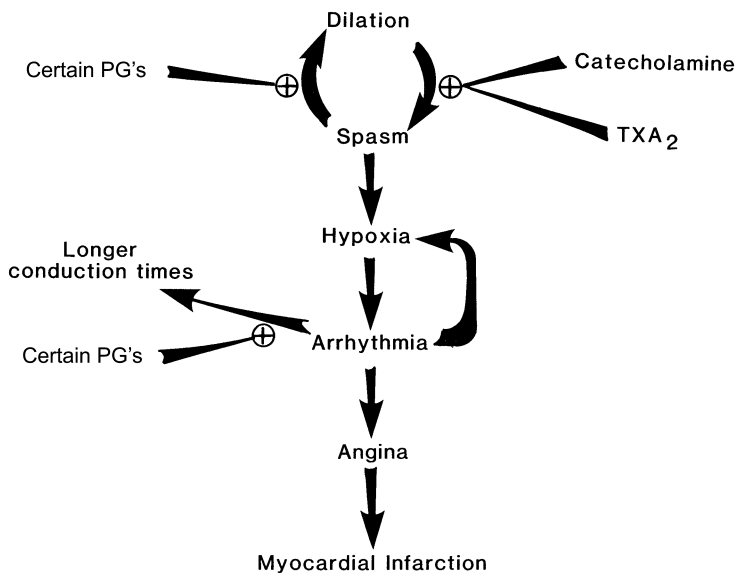 Dilation
Certain PG's
Catecholamine
TXA2
Spasm
Hypoxia
Longer
conduction times
Certain PG's
Arrhythmia
Angina
Myocardial Infarction